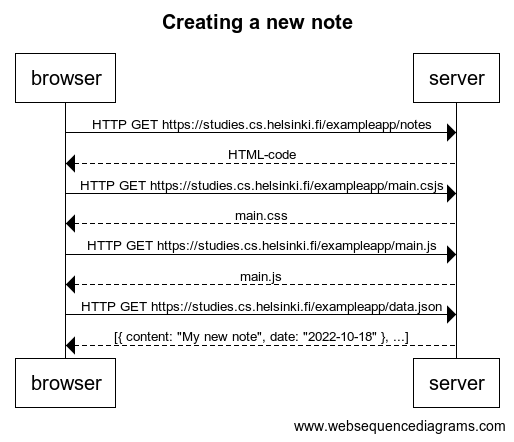 Creating a new note
browser server
HTTP GET https://studies.cs.helsinki.fi/exampleapp/notes
HTML-code
HTTP GET https://studies.cs.helsinki.fi/exampleapp/main.csjs
main.css
HTTP GET https://studies.cs.helsinki.fi/exampleapp/main.js
main.js
HTTP GET https://studies.cs.helsinki.fi/exampleapp/data.json
[{ content: "My new note", date: "2022-10-18" }, ...]
browser server
www.websequencediagrams.com